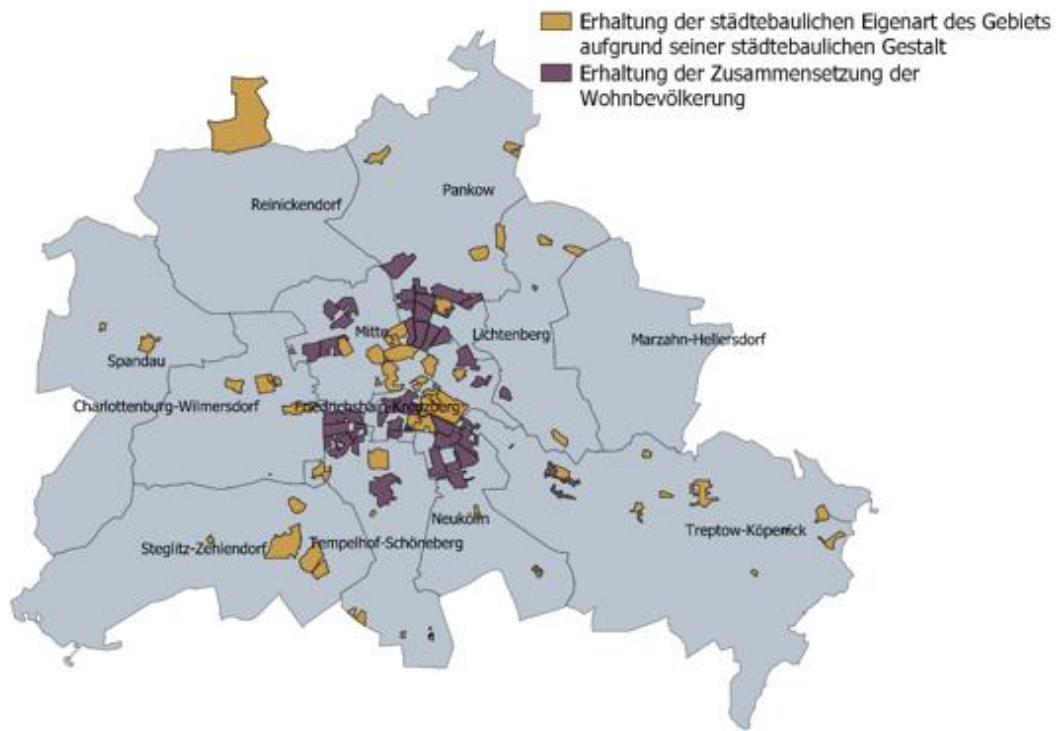 Erhaltung der städtebaulichen Eigenart des Gebiets
aufgrund seiner städtebaulichen Gestalt
Erhaltung der Zusammensetzung der
Wohnbevölkerung
Pankow
Reinickendorf
Mitte
Lichtenberg
Marzahn-Hellersdorf
Spandau
Charlottenburg-Wilmersdorf
Friedrichshain-Kreuzberg
Neukölln
Treptow-Köpenick
Steglitz-Zehlendorf
Tempelhof-Schöneberg